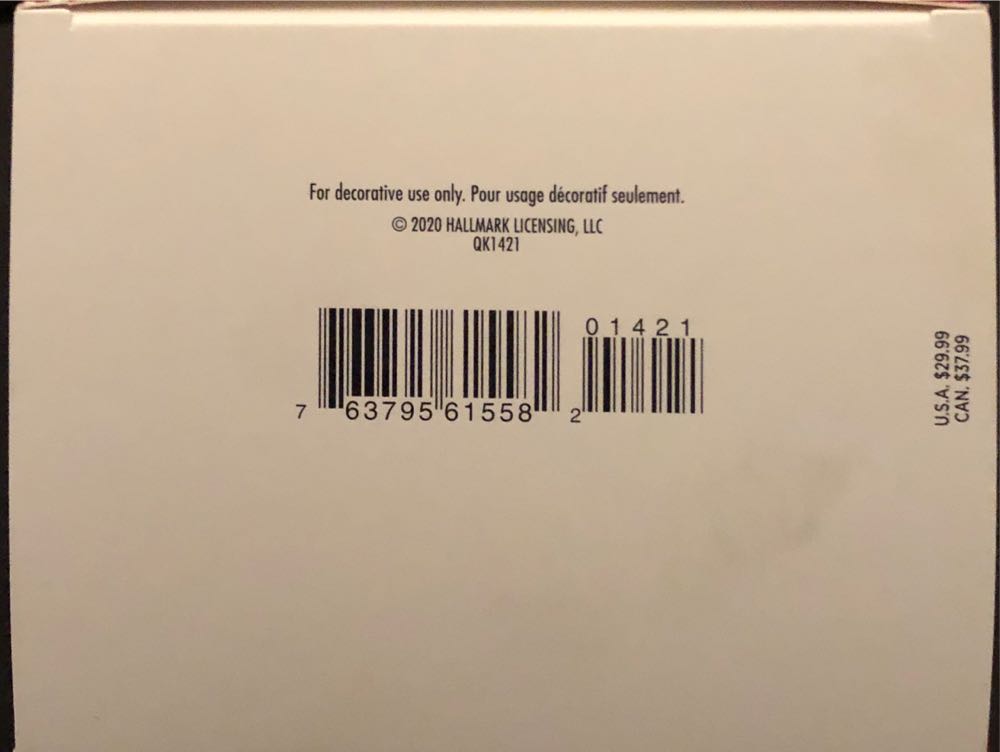 For decorative use only. Pour usage décoratif seulement.
© 2020 HALLMARK LICENSING, LLC
QK1421
01421
7 63795 61558 2
U.S.A. $29.99
CAN. $37.99